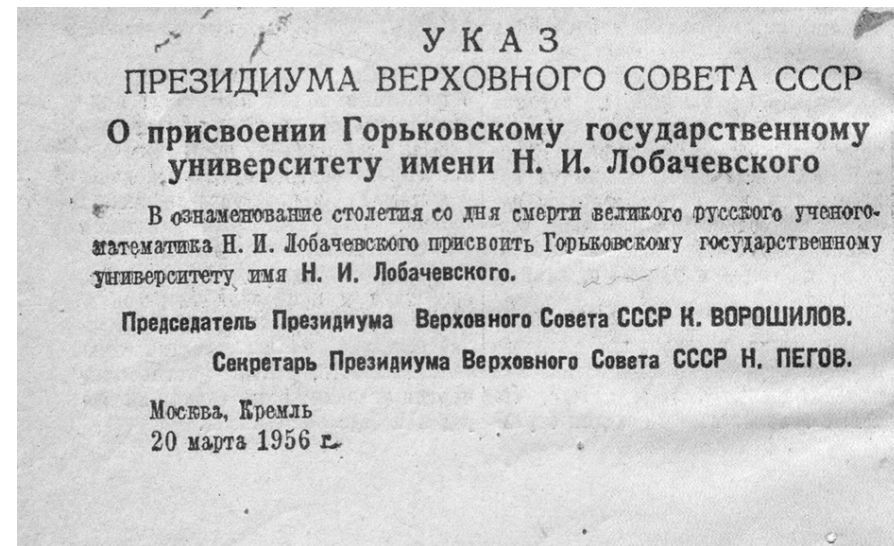 УКАЗ
ПРЕЗИДИУМА ВЕРХОВНОГО СОВЕТА СССР
О присвоении Горьковскому государственному
университету имени Н. И. Лобачевского
В ознаменование столетия со дня смерти великого русского ученого-
математика Н. И. Лобачевского присвоить Горьковскому государственному
университету имя Н. И. Лобачевского.
Председатель Президиума Верховного Совета СССР К. ВОРОШИЛОВ.
Секретарь Президиума Верховного Совета СССР Н. ПЕГОВ.
Москва, Кремль
20 марта 1956 г.